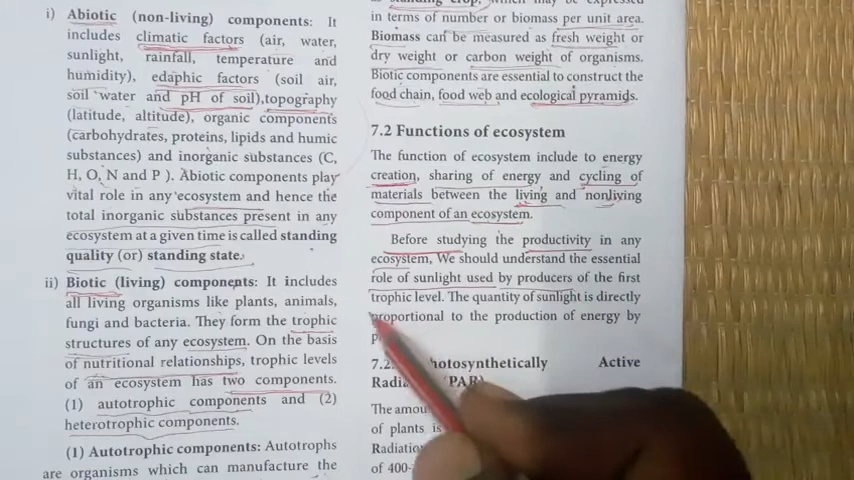 i) Abiotic (non-living) components: It
includes climatic factors (air, water,
sunlight, rainfall, temperature and
humidity), edaphic factors (soil air,
soil water and pH of soil),topography
(latitude, altitude), organic components
(carbohydrates, proteins, lipids and humic
substances) and inorganic substances (C,
H, O, N and P ). Abiotic components play
vital role in any ecosystem and hence the
total inorganic substances present in any
ecosystem at a given time is called standing
quality (or) standing state.
ii) Biotic (living) components: It includes
all living organisms like plants, animals,
fungi and bacteria. They form the trophic
structures of any ecosystem. On the basis
of nutritional relationships, trophic levels
of an ecosystem has two components.
(1) autotrophic components and (2)
heterotrophic components.
(1) Autotrophic components: Autotrophs
are organisms which can manufacture the
as standing crop, which may be expressed
in terms of number or biomass per unit area.
Biomass can be measured as fresh weight or
dry weight or carbon weight of organisms.
Biotic components are essential to construct the
food chain, food web and ecological pyramids.
7.2 Functions of ecosystem
The function of ecosystem include to energy
creation, sharing of energy and cycling of
materials between the living and nonliving
component of an ecosystem.
Before studying the productivity in any
ecosystem, We should understand the essential
role of sunlight used by producers of the first
trophic level. The quantity of sunlight is directly
proportional to the production of energy by
Active
(PAR)
The
of plants is
of 400-